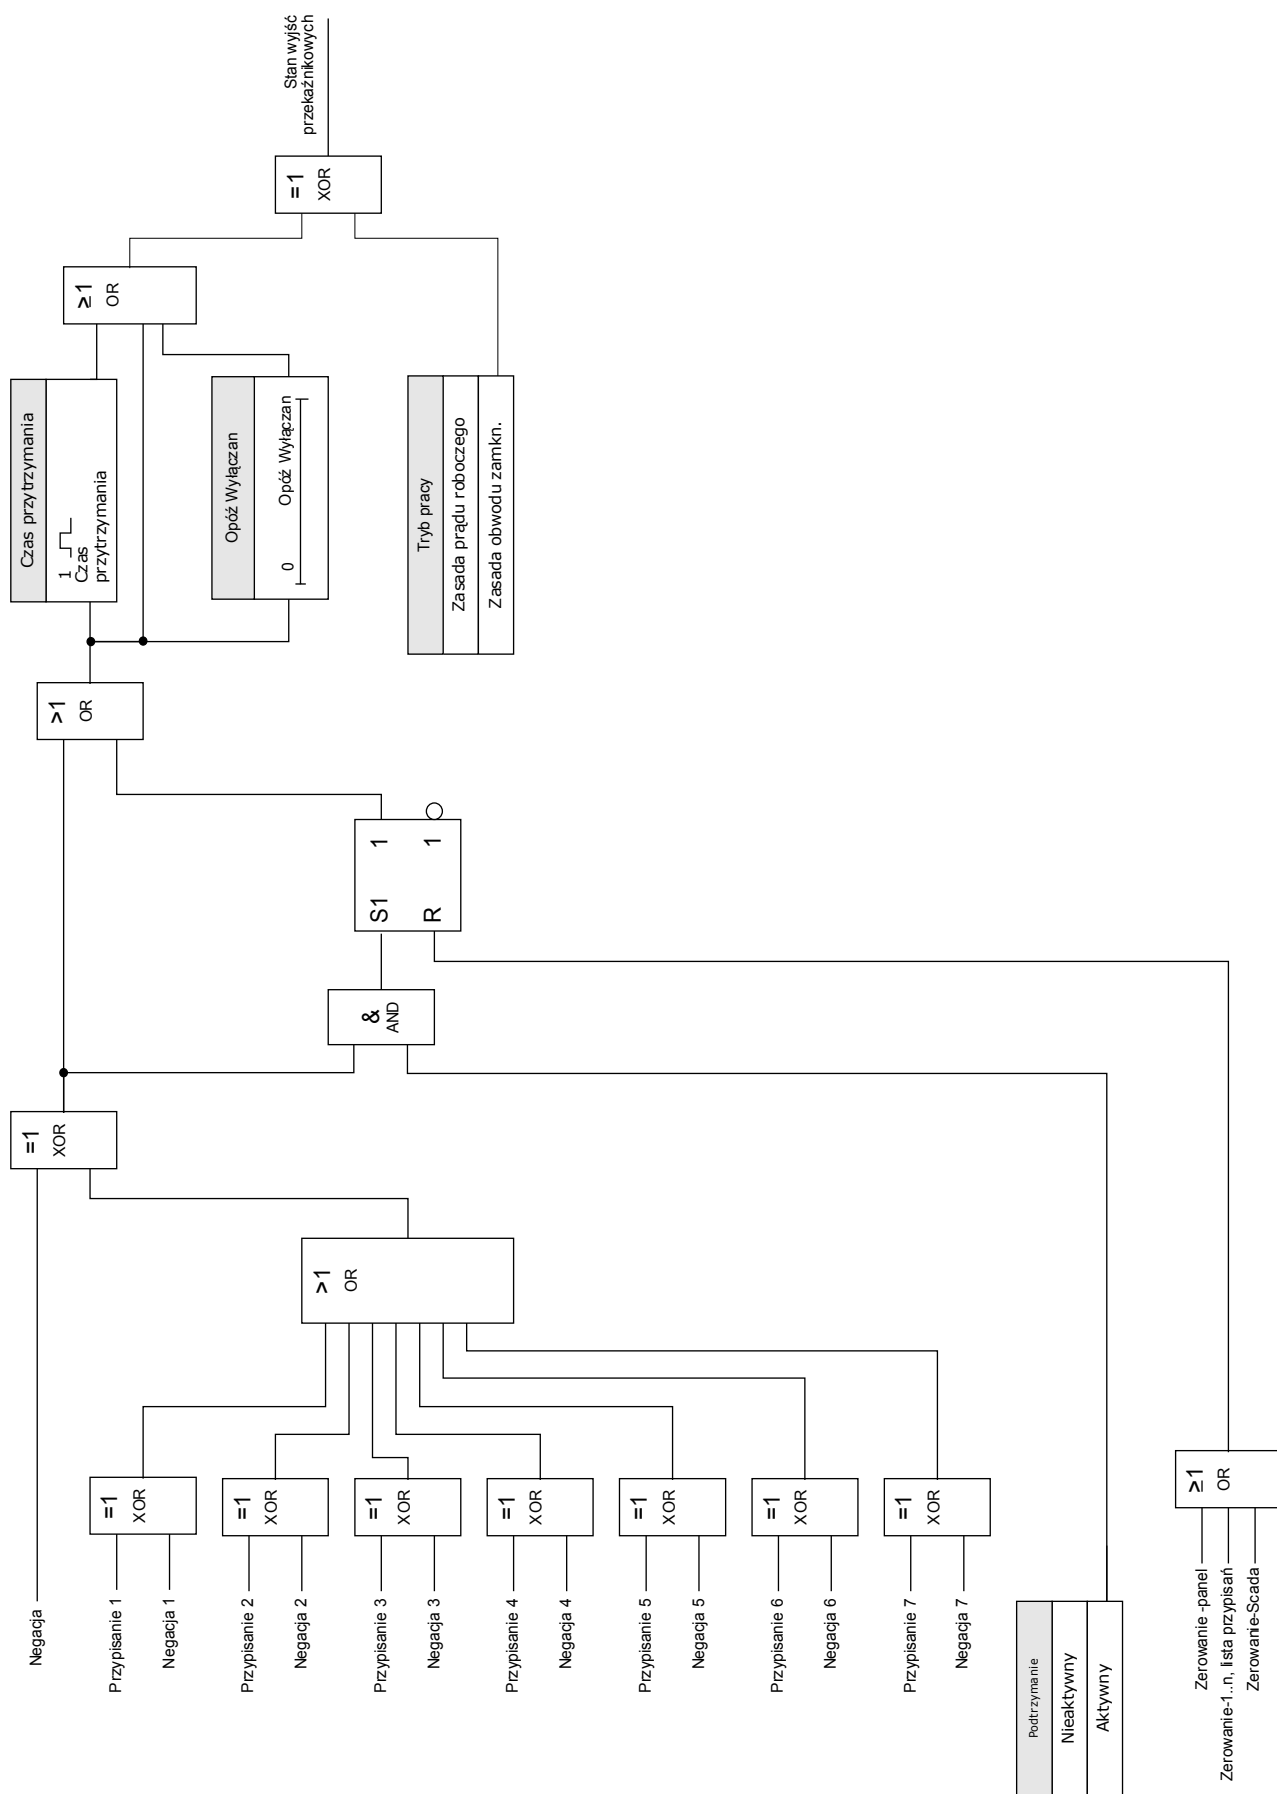 Negacja
Przypisanie 1
Negacja 1
Przypisanie 2
Negacja 2
Przypisanie 3
Negacja 3
Przypisanie 4
Negacja 4
Przypisanie 5
Negacja 5
Przypisanie 6
Negacja 6
Przypisanie 7
Negacja 7
Podtrzymanie
Nieaktywny
Aktywny
Zerowanie -panel
Zerowanie-1..n, lista przypisań
Zerowanie-Scada
=1
XOR
=1
XOR
=1
XOR
=1
XOR
=1
XOR
=1
XOR
=1
XOR
≥1
OR
>1
OR
=1
XOR
&
AND
S1 1
R 1
>1
OR
Czas przytrzymania
1
Czas
przytrzymania
Opóź Wyłączan
0 Opóź Wyłączan
Tryb pracy
Zasada prądu roboczego
Zasada obwodu zamkn.
≥1
OR
=1
XOR
Stan wyjść
przekaźnikowych